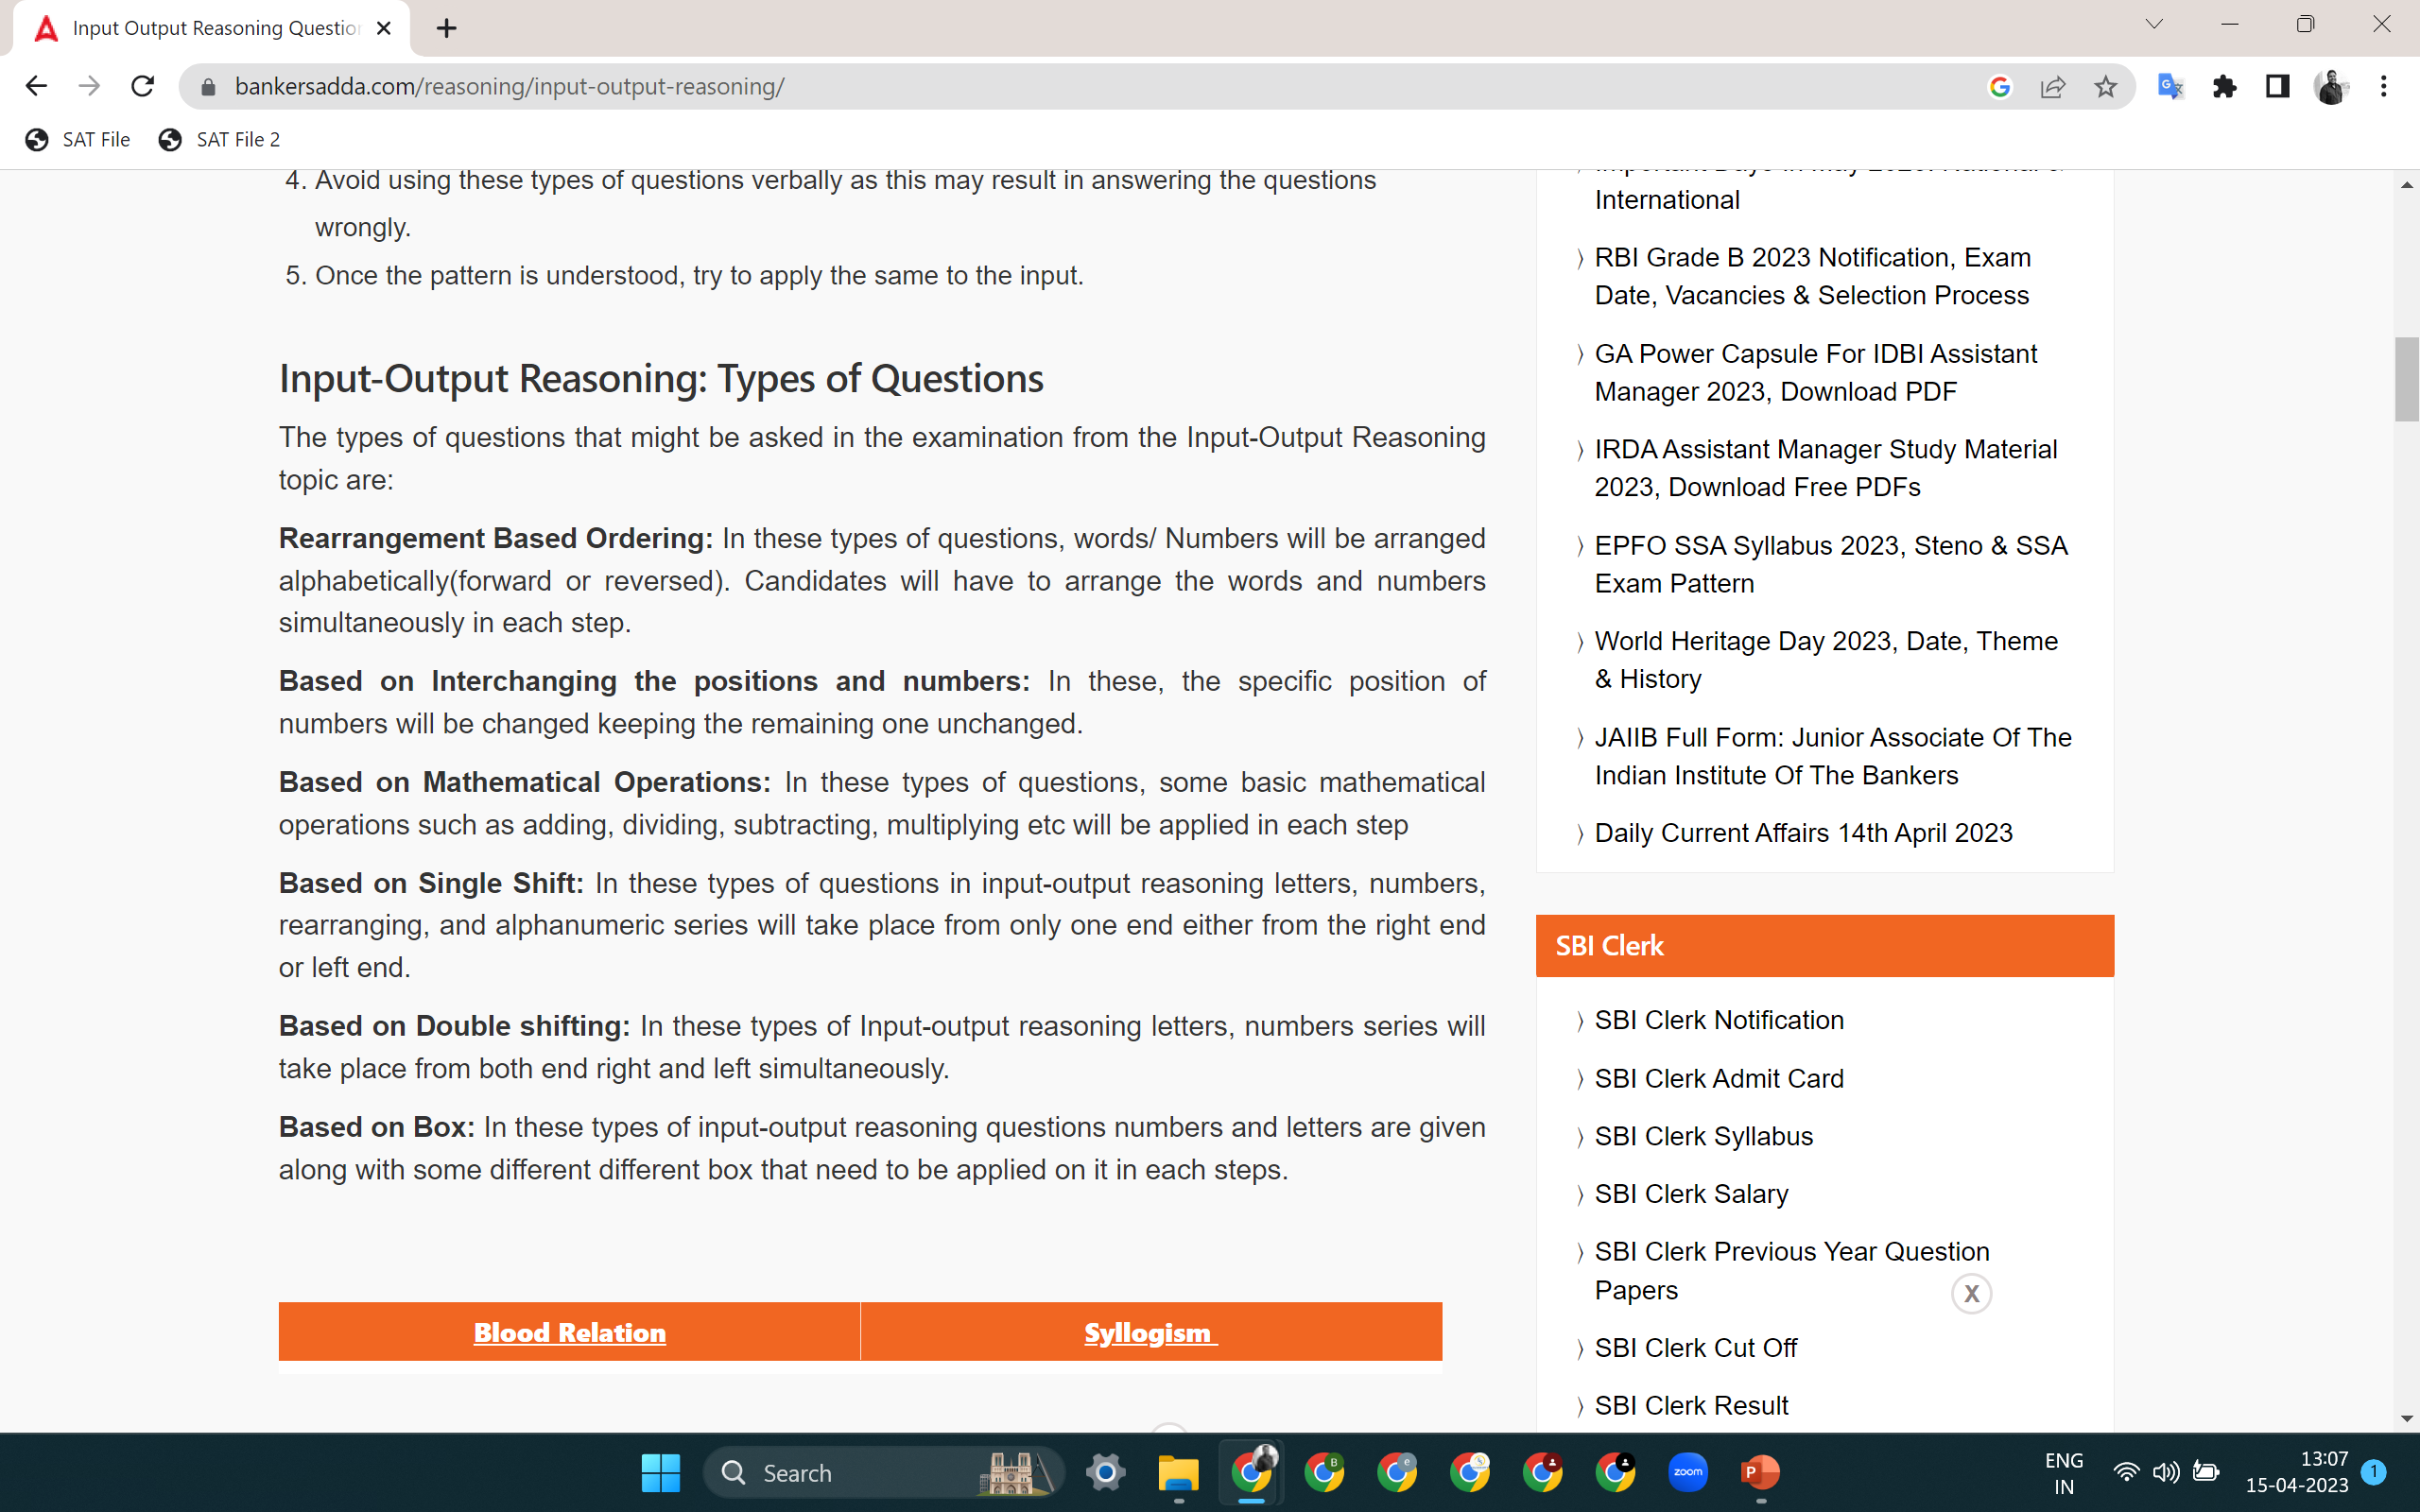 Input Output Reasoning Question
bankersadda.com/reasoning/input-output-reasoning/
SAT File
SAT File 2
4. Avoid using these types of questions verbally as this may result in answering the questions
wrongly.
5. Once the pattern is understood, try to apply the same to the input.
Input-Output Reasoning: Types of Questions
The types of questions that might be asked in the examination from the Input-Output Reasoning
topic are:
Rearrangement Based Ordering: In these types of questions, words/ Numbers will be arranged
alphabetically(forward or reversed). Candidates will have to arrange the words and numbers
simultaneously in each step.
Based on Interchanging the positions and numbers: In these, the specific position of
numbers will be changed keeping the remaining one unchanged.
Based on Mathematical Operations: In these types of questions, some basic mathematical
operations such as adding, dividing, subtracting, multiplying etc will be applied in each step
Based on Single Shift: In these types of questions in input-output reasoning letters, numbers,
rearranging, and alphanumeric series will take place from only one end either from the right end
or left end.
Based on Double shifting: In these types of Input-output reasoning letters, numbers series will
take place from both end right and left simultaneously.
Based on Box: In these types of input-output reasoning questions numbers and letters are given
along with some different different box that need to be applied on it in each steps.
Blood Relation
Syllogism
International
RBI Grade B 2023 Notification, Exam
Date, Vacancies & Selection Process
GA Power Capsule For IDBI Assistant
Manager 2023, Download PDF
IRDA Assistant Manager Study Material
2023, Download Free PDFs
EPFO SSA Syllabus 2023, Steno & SSA
Exam Pattern
World Heritage Day 2023, Date, Theme
& History
JAIIB Full Form: Junior Associate Of The
Indian Institute Of The Bankers
Daily Current Affairs 14th April 2023
SBI Clerk
SBI Clerk Notification
SBI Clerk Admit Card
SBI Clerk Syllabus
SBI Clerk Salary
SBI Clerk Previous Year Question
Papers
X
SBI Clerk Cut Off
SBI Clerk Result
Search
zoom
ENG
IN
13:07
15-04-2023
1